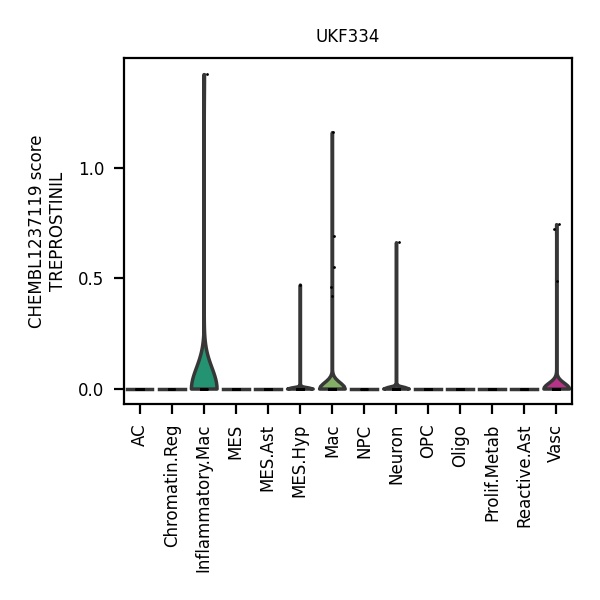 UKF334
CHEMBL1237119 score
TREPROSTINIL
1.0
0.5
0.0
AC
Chromatin.Reg
Inflammatory.Mac
MES
MES.Ast
MES.Hyp
Mac
NPC
Neuron
OPC
Oligo
Prolif.Metab
Reactive.Ast
Vasc